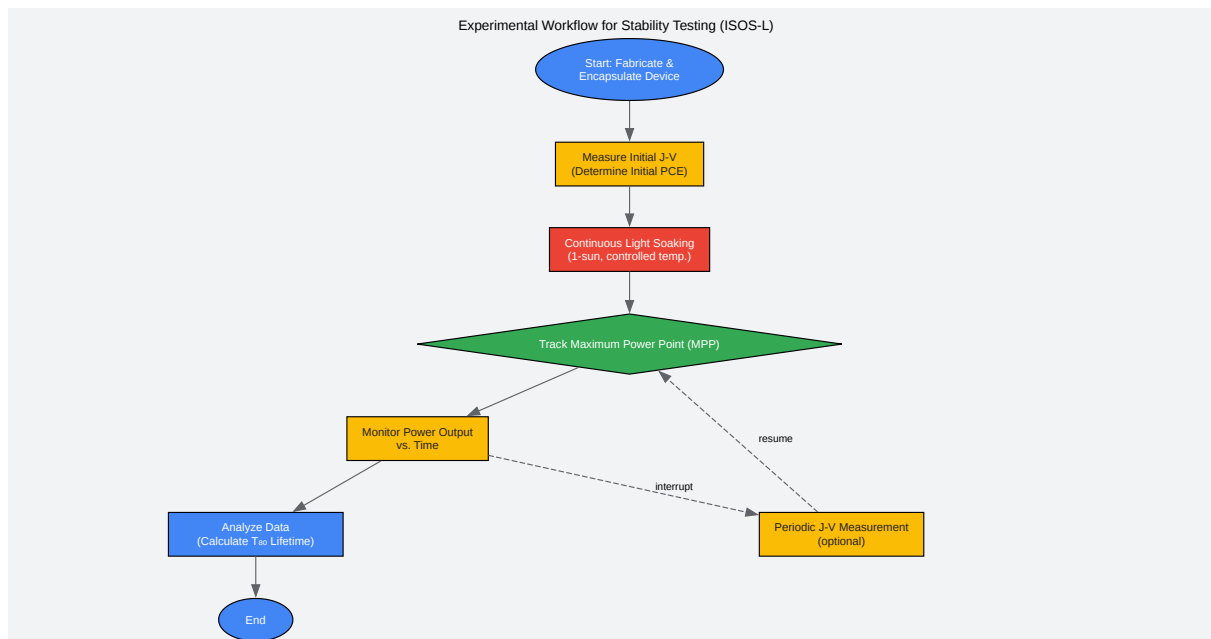 Experimental Workflow for Stability Testing (ISOS-L)
Start: Fabricate &
Encapsulate Device
Measure Initial J-V
(Determine Initial PCE)
Continuous Light Soaking
(1-sun, controlled temp.)
Track Maximum Power Point (MPP)
Monitor Power Output
vs. Time
resume
interrupt
Analyze Data
(Calculate T₈₀ Lifetime)
Periodic J-V Measurement
(optional)
End